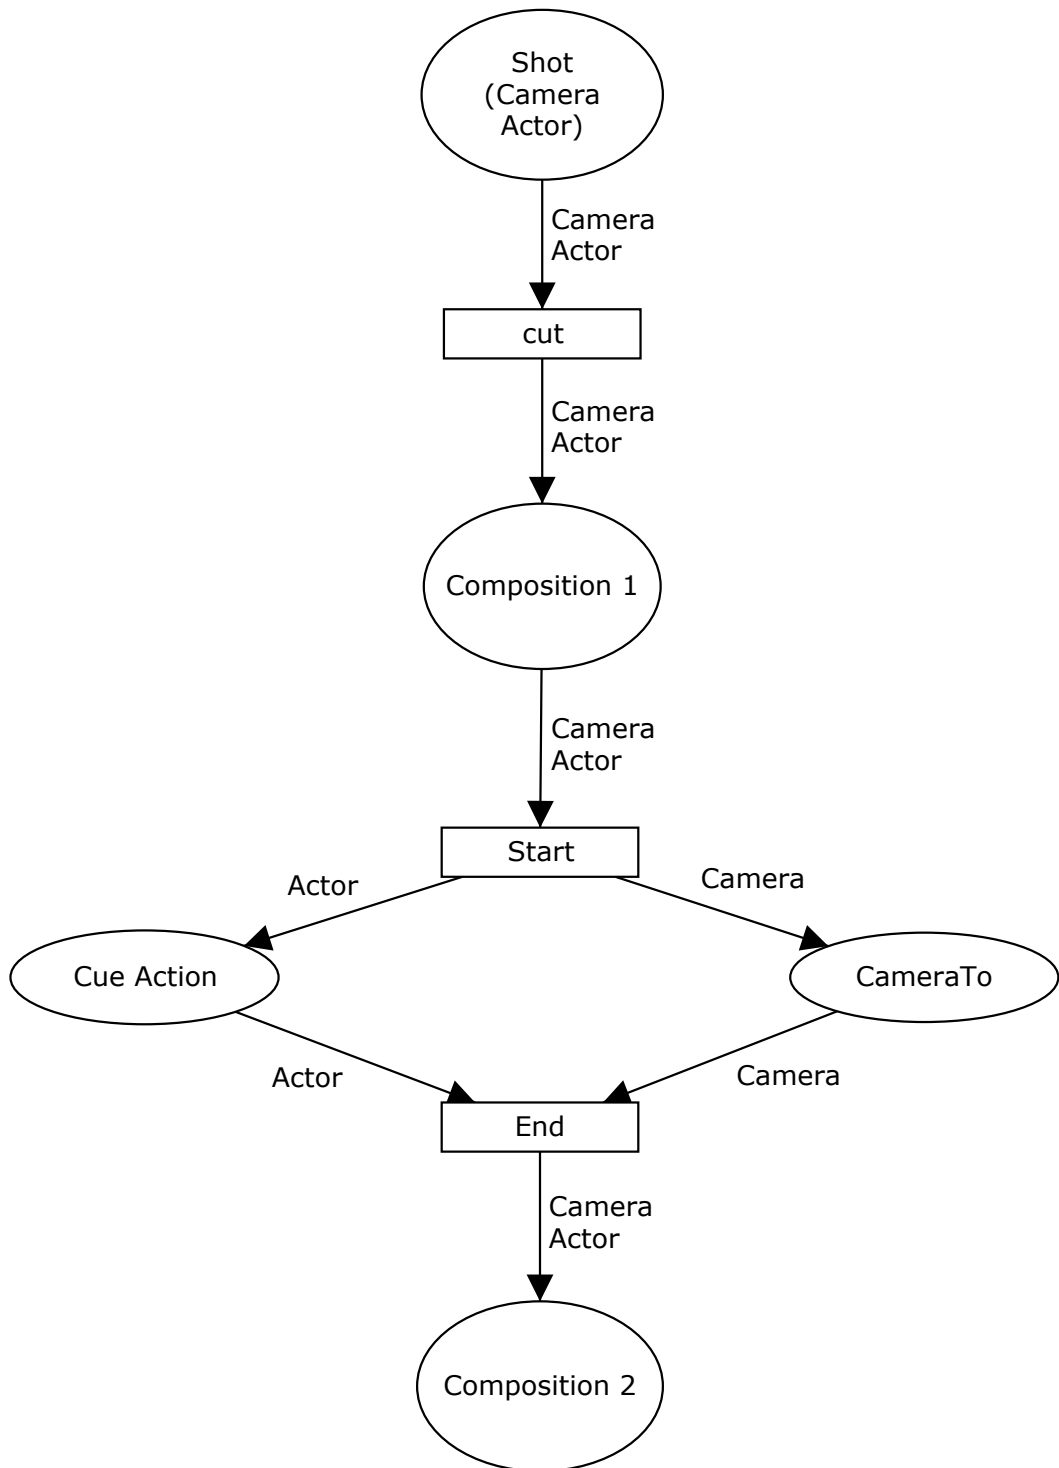 Shot
(Camera
Actor)
Camera
Actor
cut
Camera
Actor
Composition 1
Camera
Actor
Start
Actor
Camera
Cue Action
CameraTo
Actor
Camera
End
Camera
Actor
Composition 2